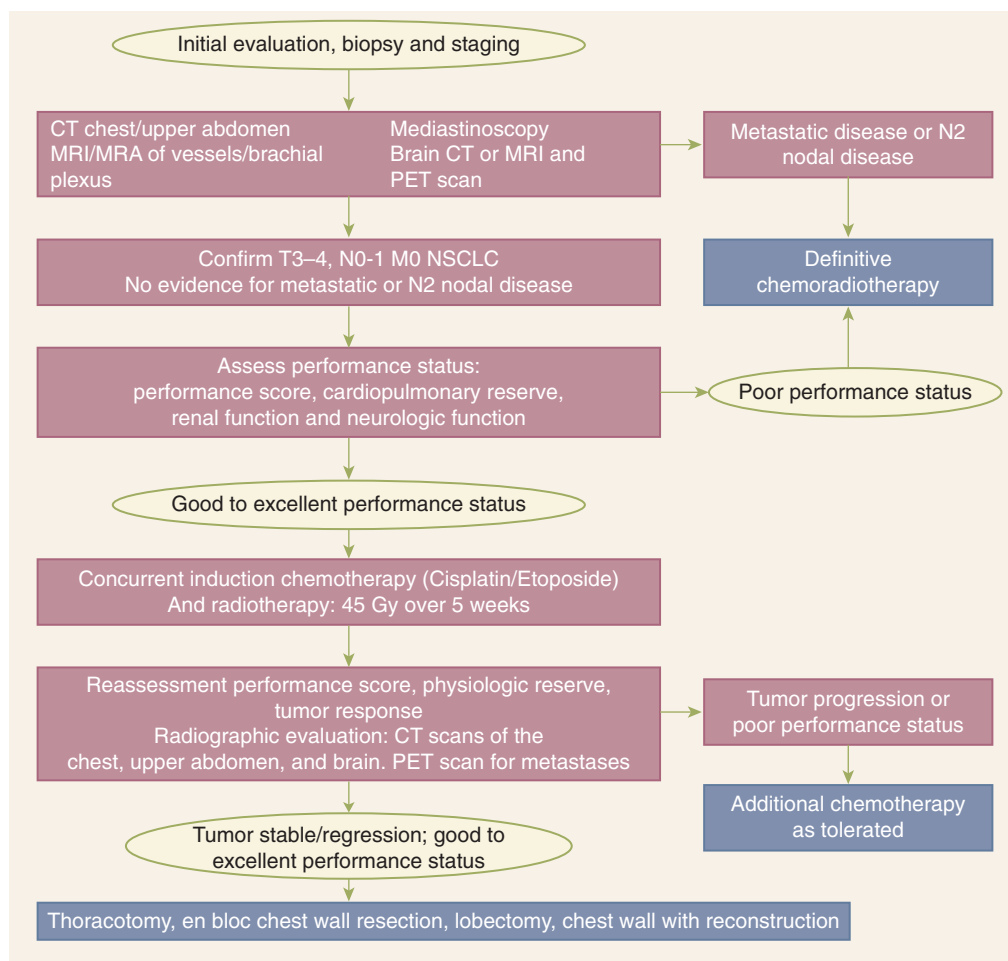 Initial evaluation, biopsy and staging
CT chest/upper abdomen
MRI/MRA of vessels/brachial
plexus
Mediastinoscopy
Brain CT or MRI and
PET scan
Metastatic disease or N2
nodal disease
Confirm T3–4, N0-1 M0 NSCLC
No evidence for metastatic or N2 nodal disease
Definitive
chemoradiotherapy
Assess performance status:
performance score, cardiopulmonary reserve,
renal function and neurologic function
Poor performance status
Good to excellent performance status
Concurrent induction chemotherapy (Cisplatin/Etoposide)
And radiotherapy: 45 Gy over 5 weeks
Reassessment performance score, physiologic reserve,
tumor response
Radiographic evaluation: CT scans of the
chest, upper abdomen, and brain. PET scan for metastases
Tumor progression or
poor performance status
Additional chemotherapy
as tolerated
Tumor stable/regression; good to
excellent performance status
Thoracotomy, en bloc chest wall resection, lobectomy, chest wall with reconstruction